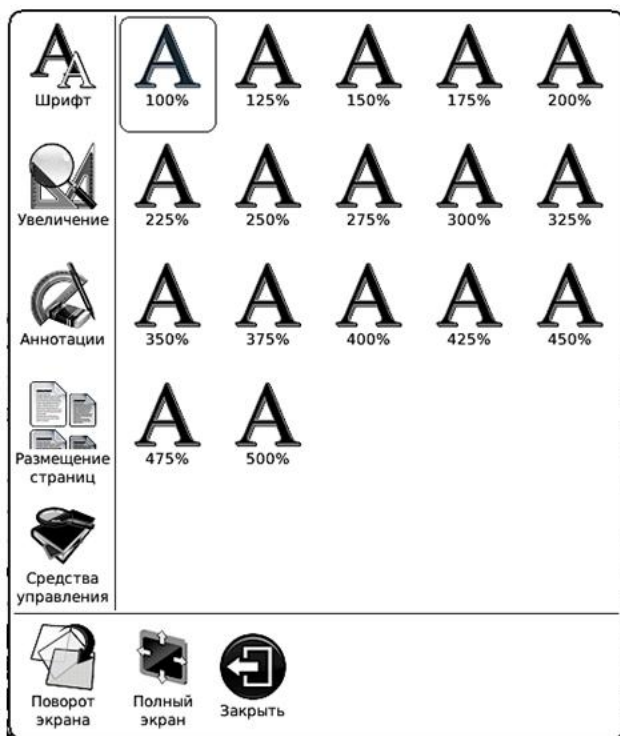 Шрифт
100% 125% 150% 175% 200%
Увеличение
225% 250% 275% 300% 325%
Аннотации
350% 375% 400% 425% 450%
Размещение
страниц
475% 500%
Средства
управления
Поворот
экрана
Полный
экран
Закрыть